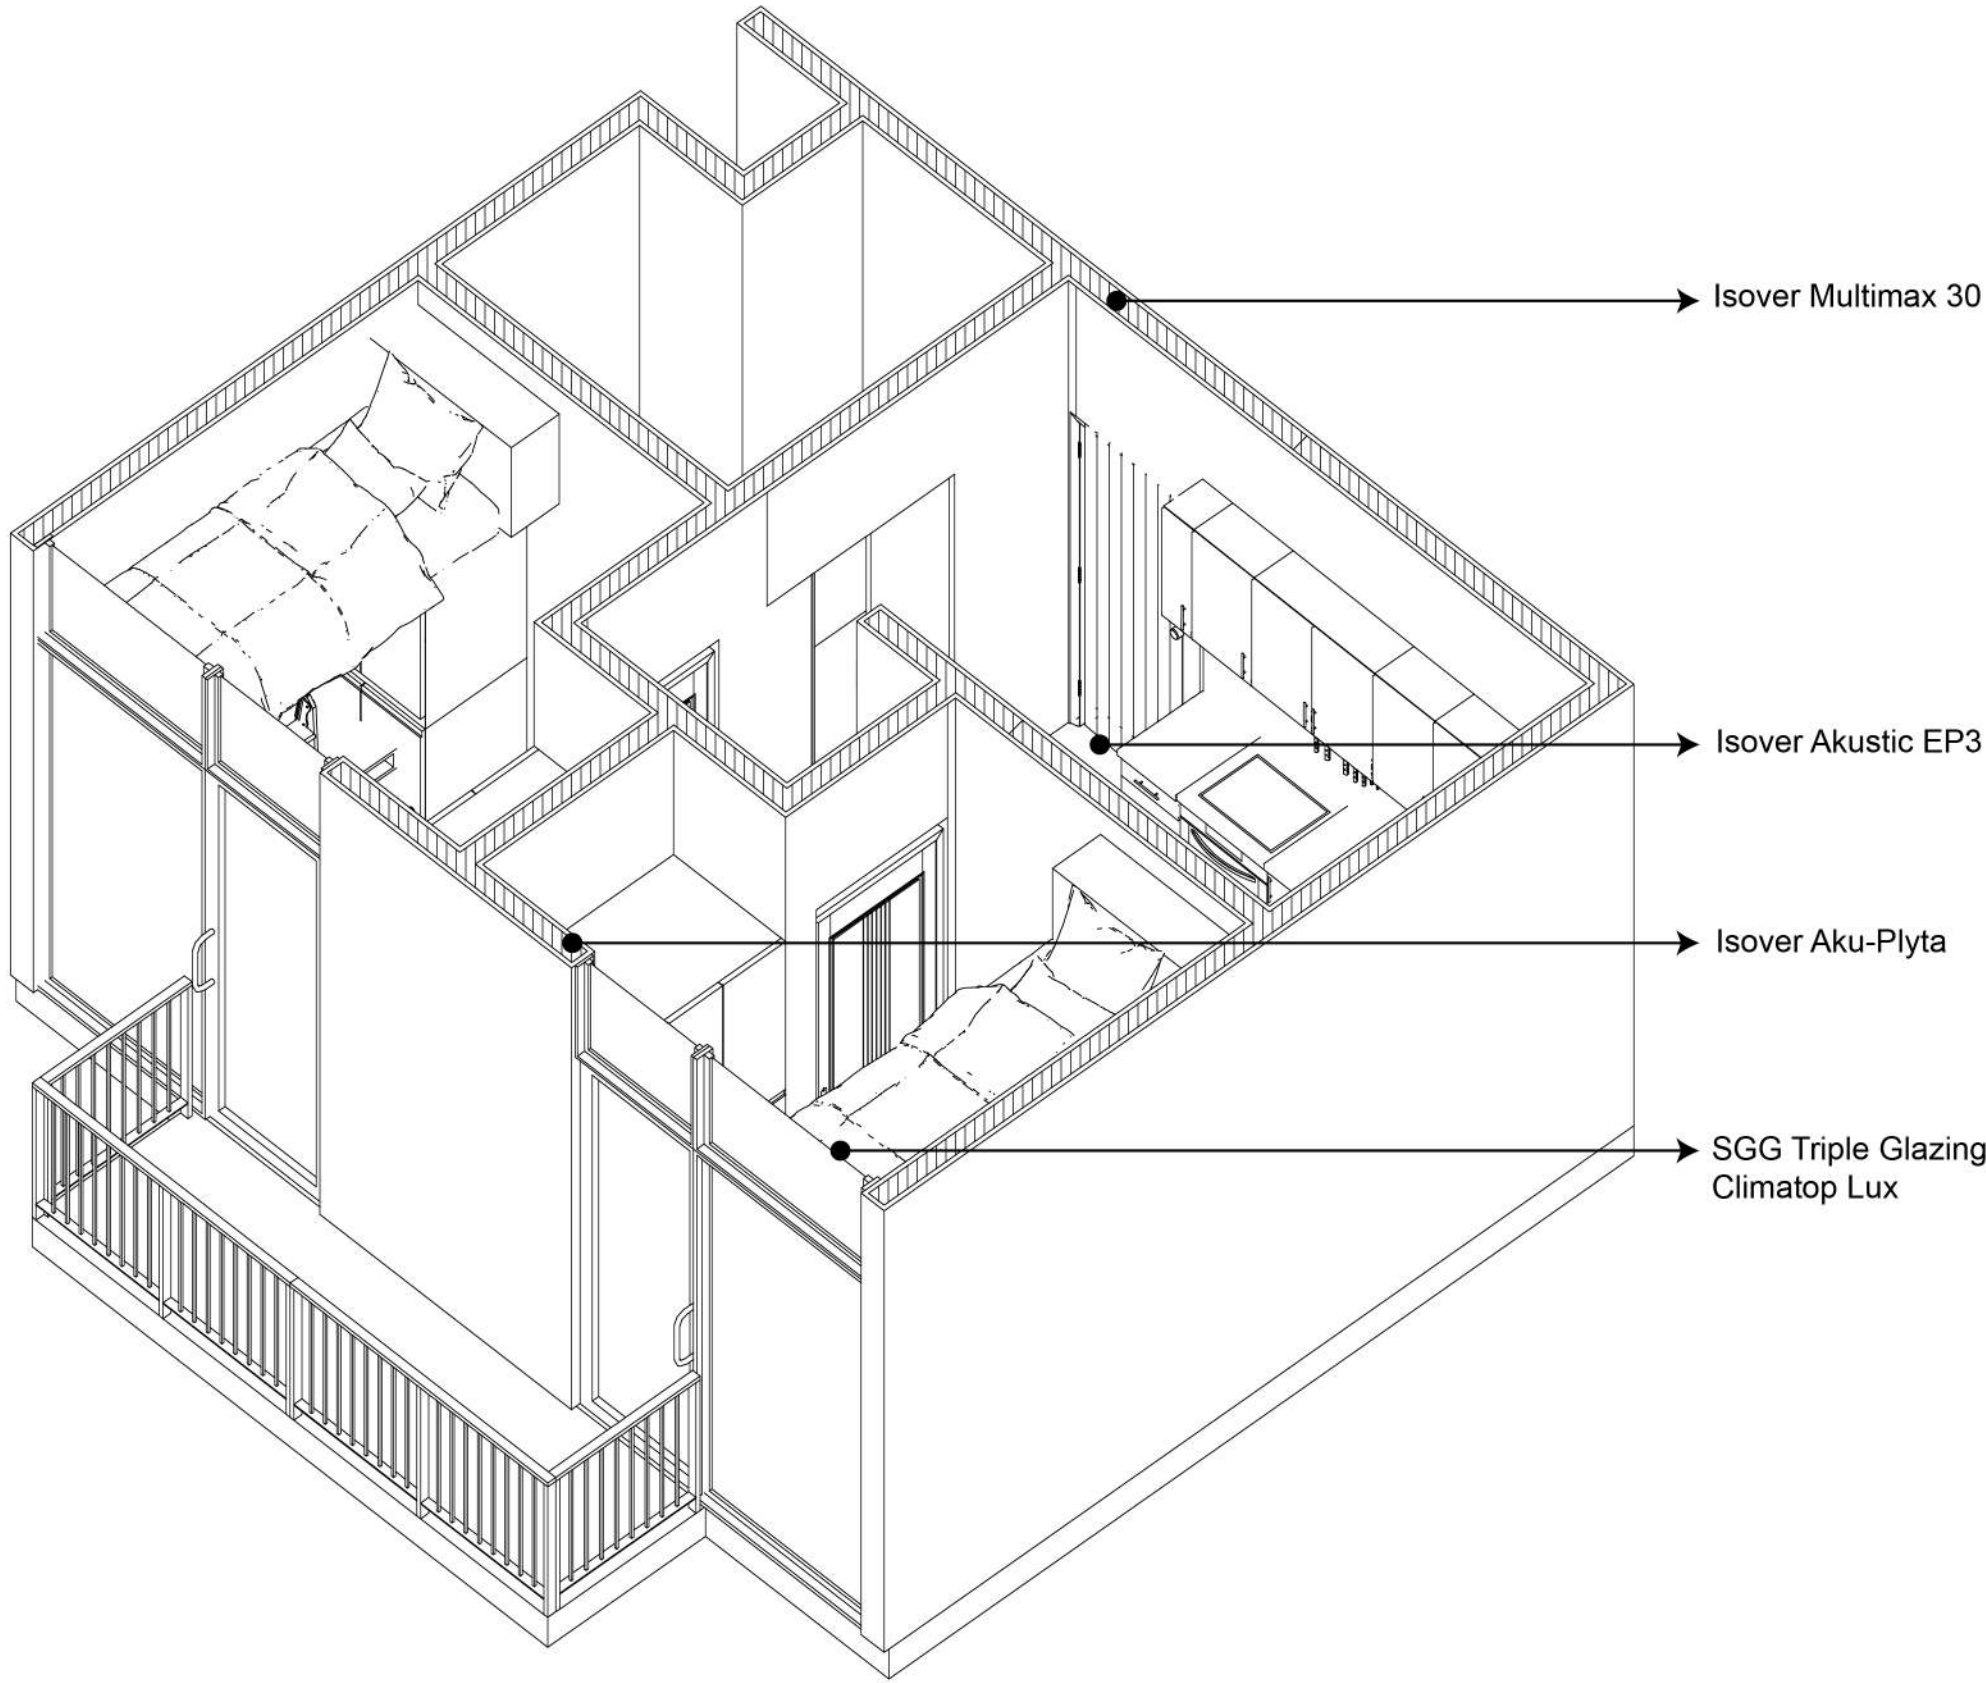 Isover Multimax 30
Isover Akustic EP3
Isover Aku-Plyta
SGG Triple Glazing
Climatop Lux